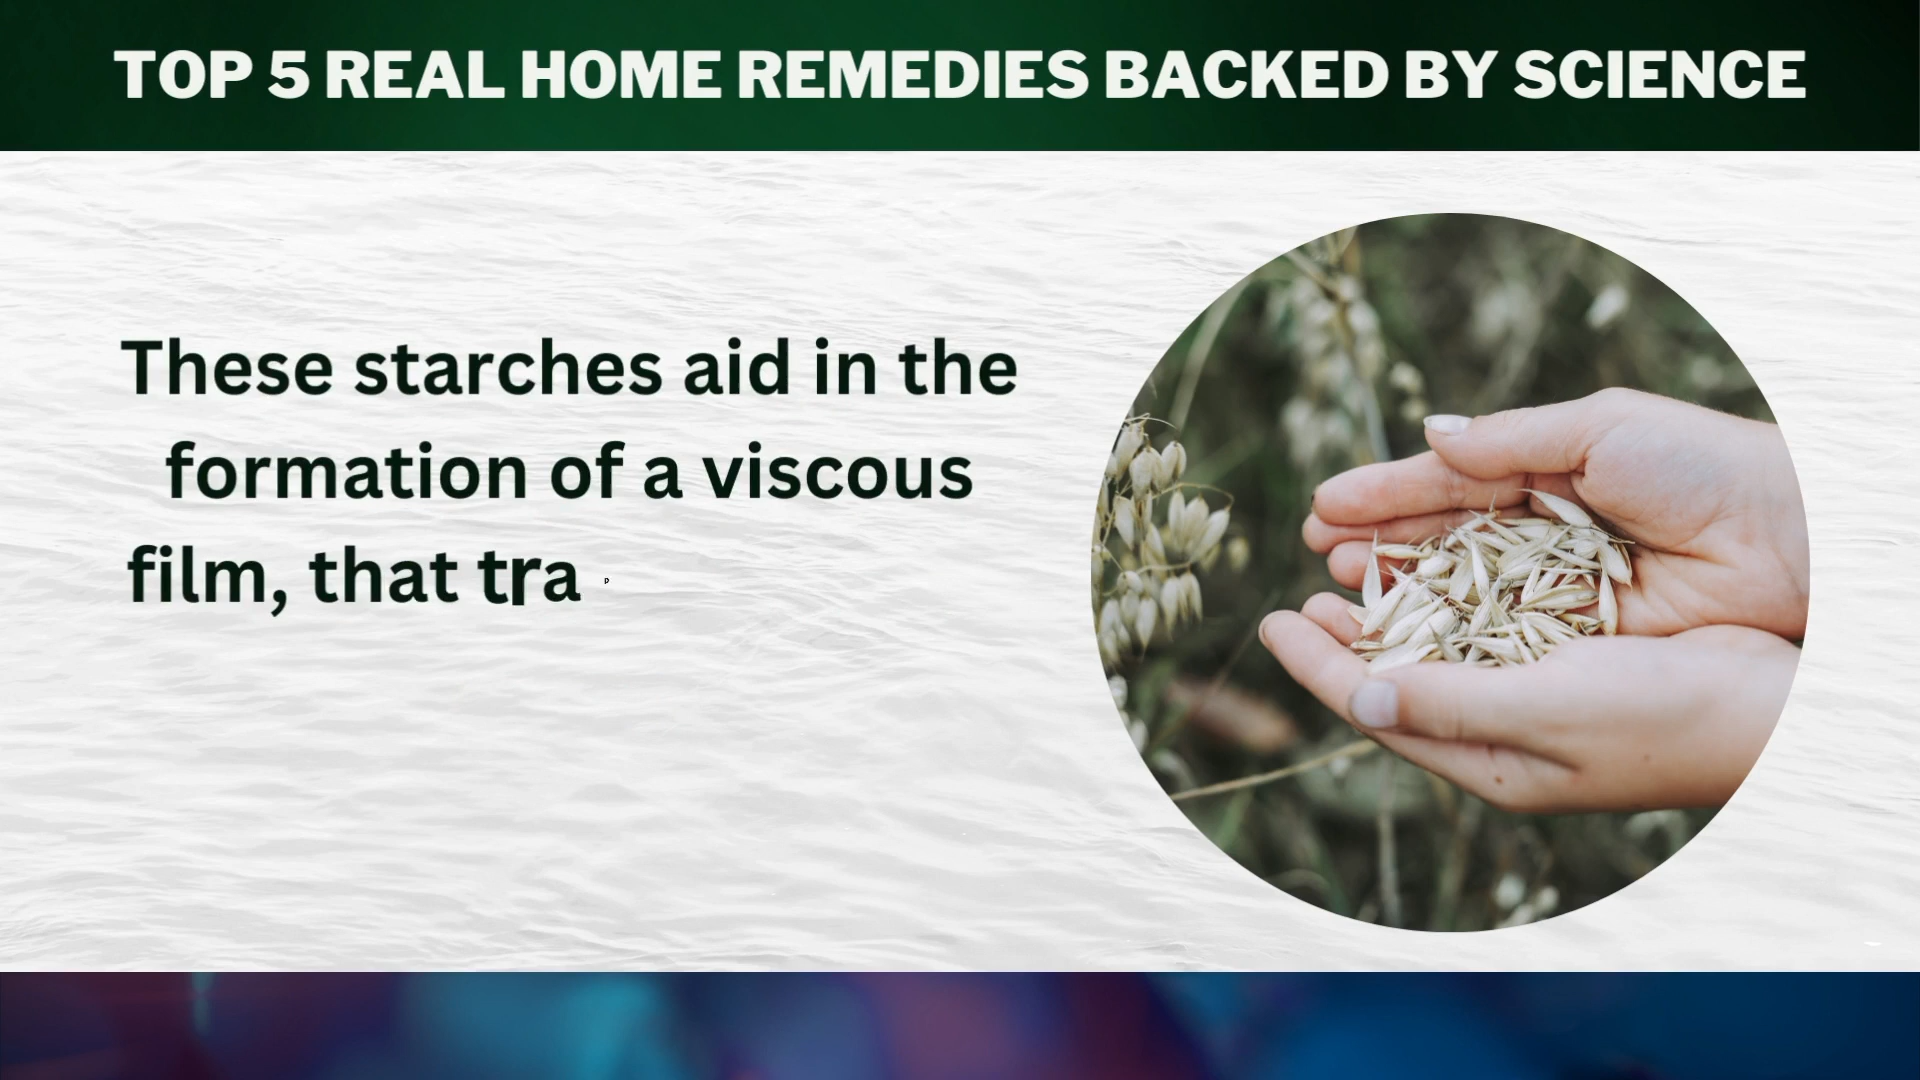 TOP 5 REAL HOME REMEDIES BACKED BY SCIENCE
These starches aid in the
formation of a viscous
film, that tra